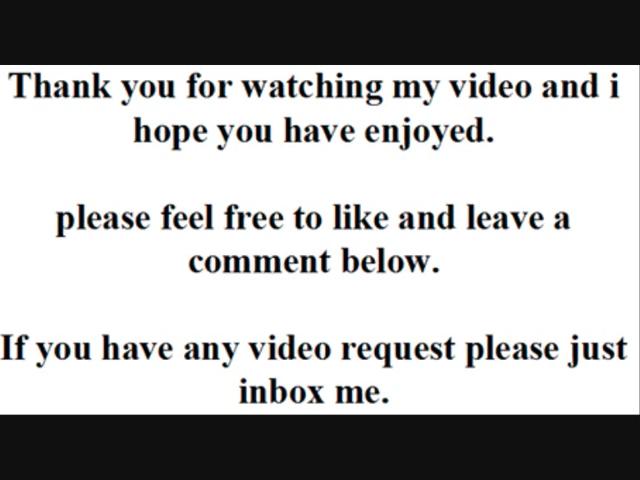 Thank you for watching my video and i
hope you have enjoyed.
please feel free to like and leave a
comment below.
If you have any video request please just
inbox me.